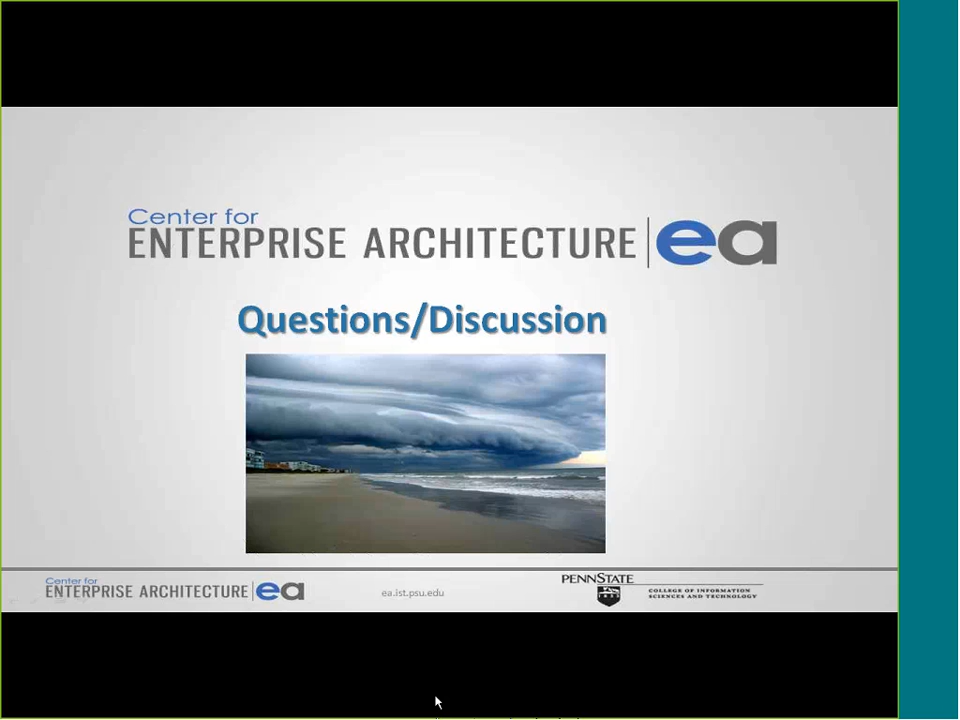 Center for
ENTERPRISE ARCHITECTURE ea
Questions/Discussion
Center for
ENTERPRISE ARCHITECTURE ea
ea.ist.psu.edu
PENNSTATE
COLLEGE OF INFORMATION
SCIENCES AND TECHNOLOGY